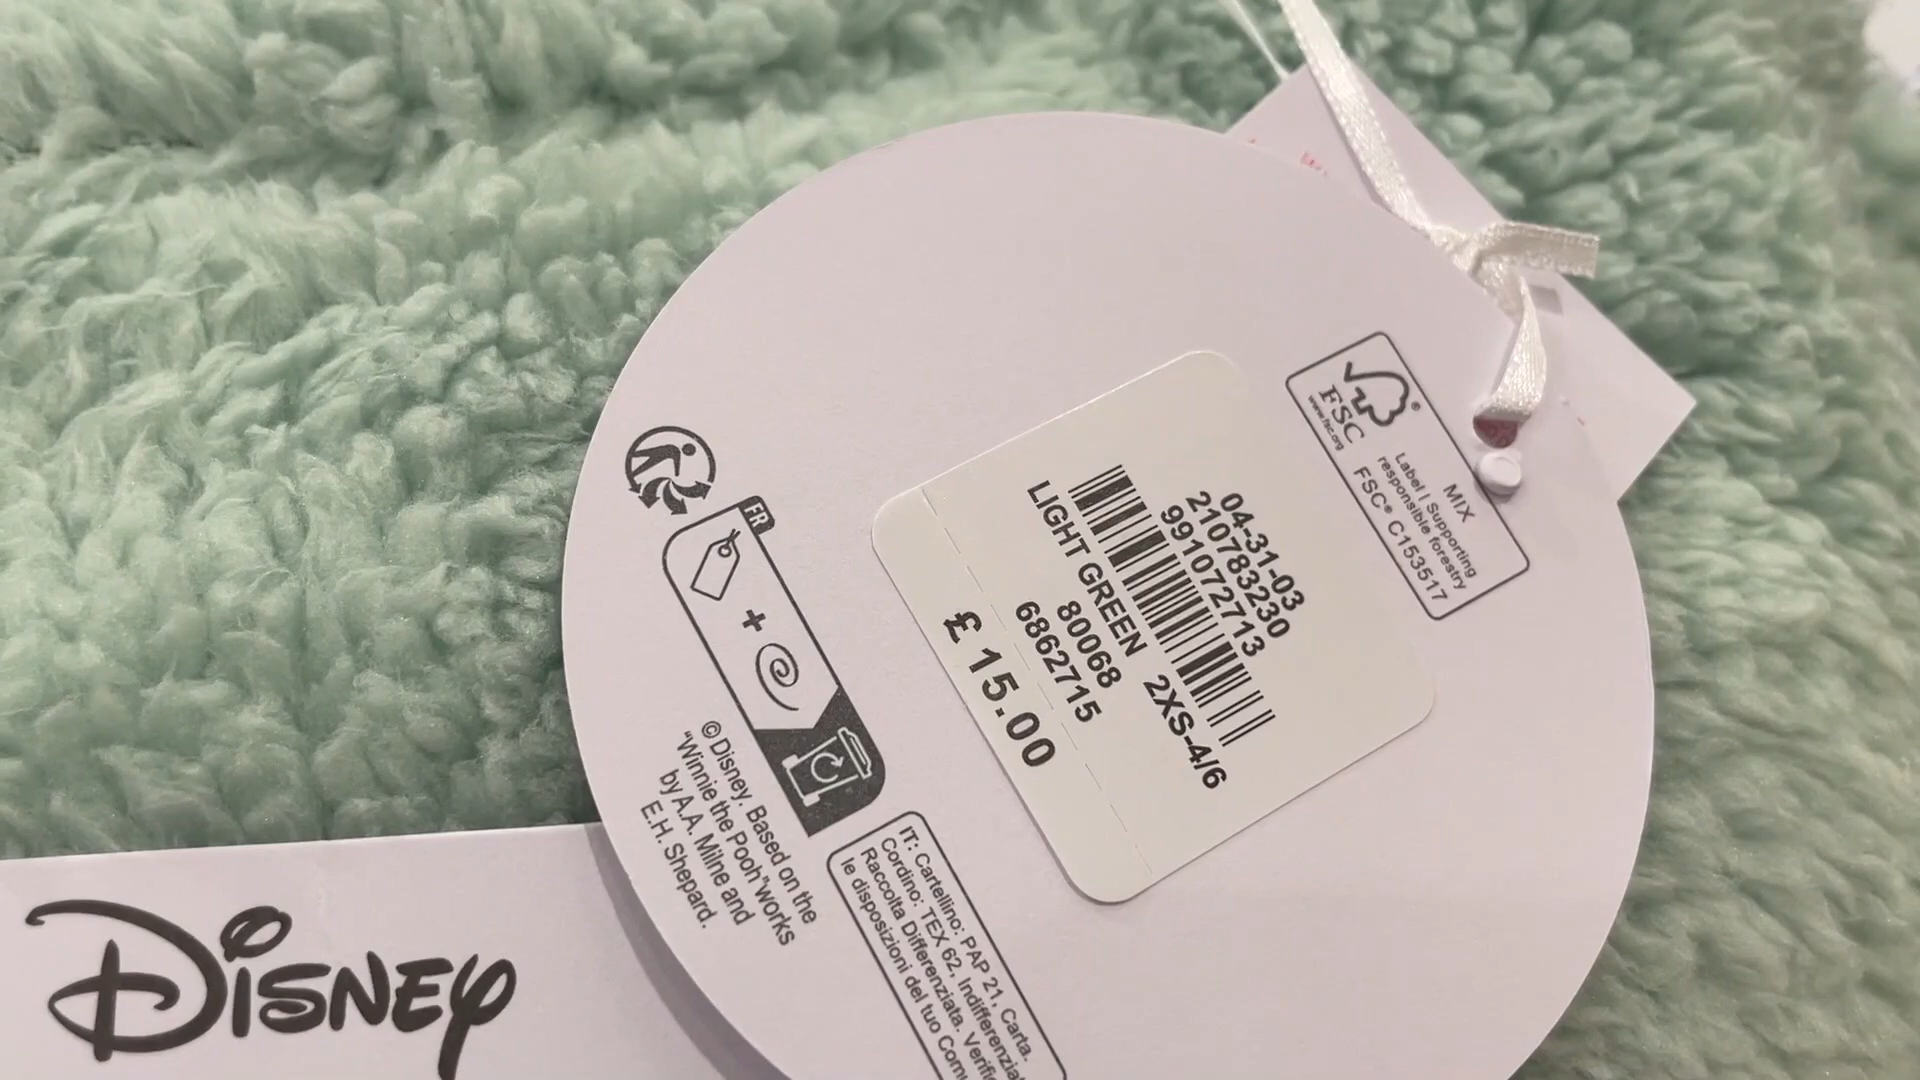 04-31-03
210783230
991072713
LIGHT GREEN 2XS-4/6
80068
6862715
£ 15.00
FSC®
www.fsc.org
MIX
Label | Supporting
responsible forestry
FSC® C153517
FR
+
©Disney. Based on the
"Winnie the Pooh" works
by A.A. Milne and
E.H. Shepard.
IT: Cartellino: PAP 21, Carta.
Cordino: TEX 62, Indifferenzia
Raccolta Differenziata. Verifi
le disposizioni del tuo Com
Disney